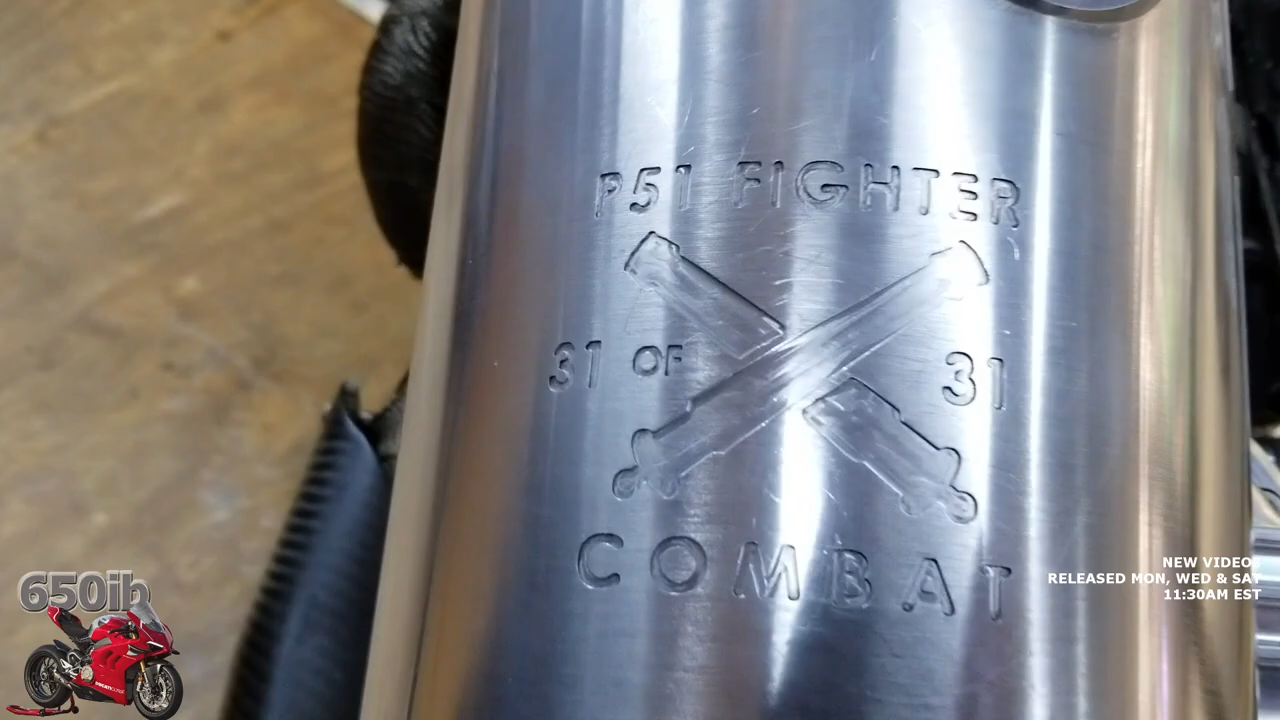 P51 FIGHTER
31 OF 31
COMBAT
650ib
NEW VIDEOS
RELEASED MON, WED & SAT
11:30AM EST